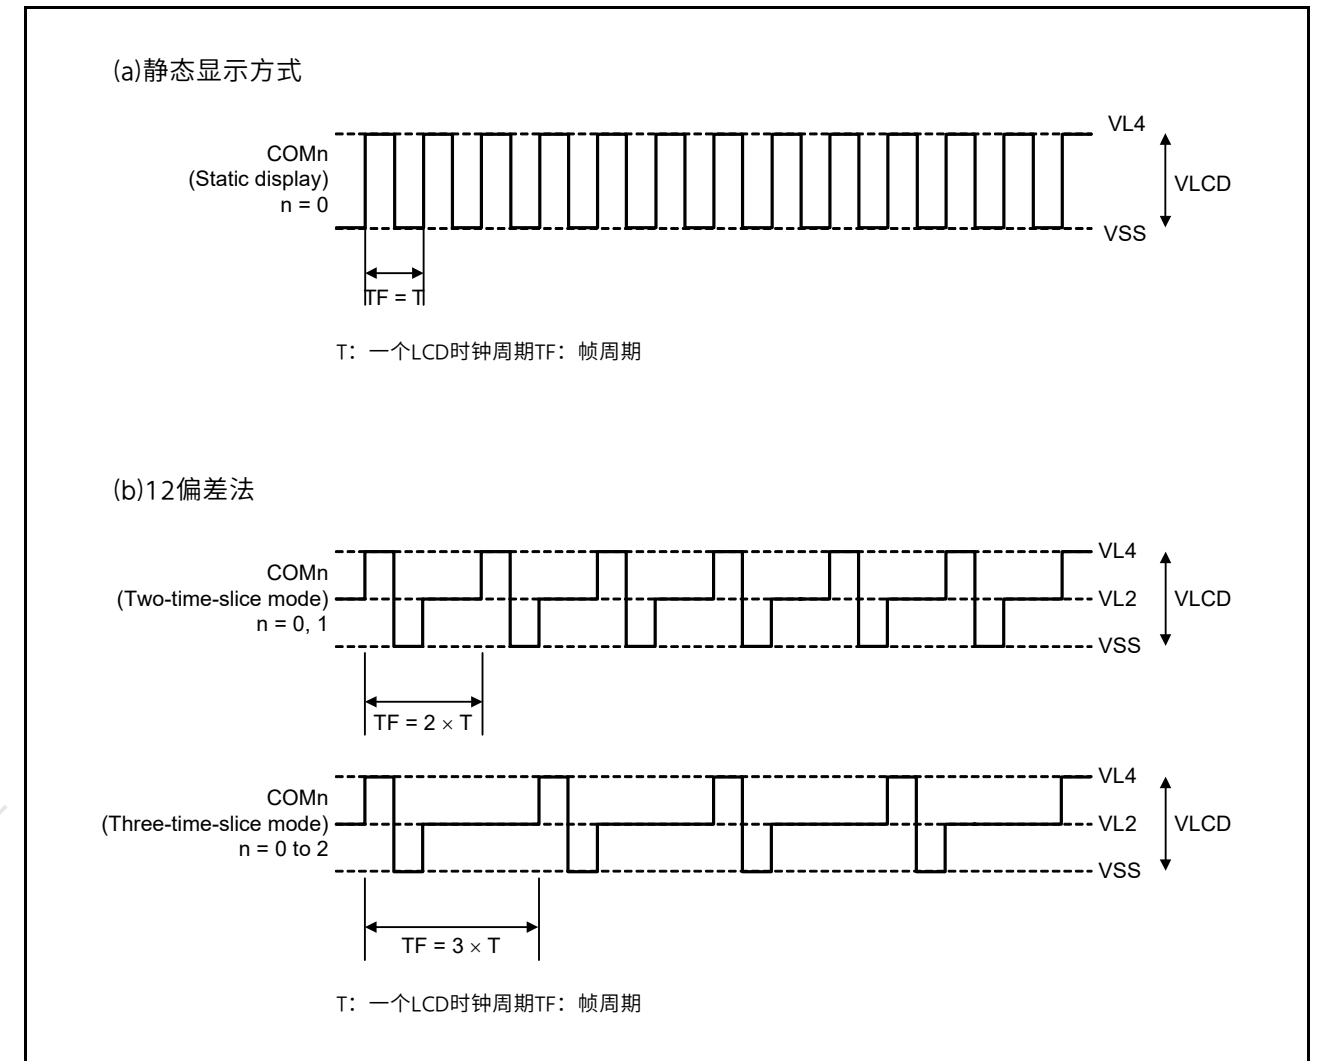 (a)静态显示方式
VL4
COMn
(Static display)
n = 0
VLCD
VSS
TF = T
T：一个LCD时钟周期TF：帧周期
(b)12偏差法
VL4
COMn
(Two-time-slice mode)
n = 0, 1
VL2
VLCD
VSS
TF = 2 × T
VL4
COMn
(Three-time-slice mode)
n = 0 to 2
VL2
VLCD
VSS
TF = 3 × T
T：一个LCD时钟周期TF：帧周期